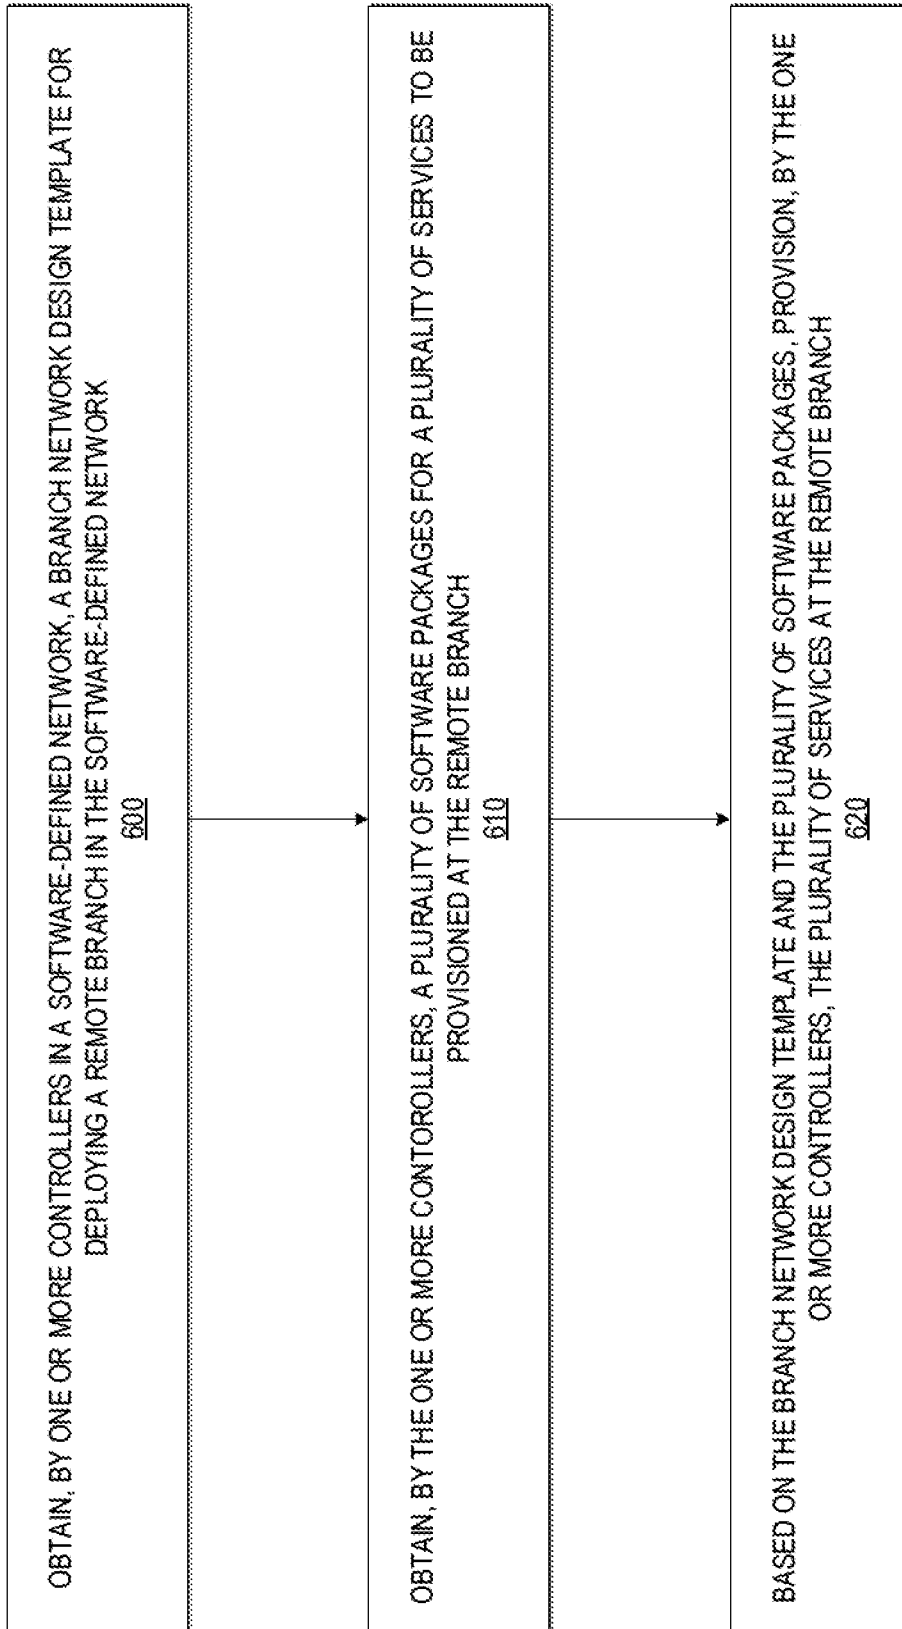 OBTAIN, BY ONE OR MORE CONTROLLERS IN A SOFTWARE-DEFINED NETWORK, A BRANCH NETWORK DESIGN TEMPLATE FOR
DEPLOYING A REMOTE BRANCH IN THE SOFTWARE-DEFINED NETWORK
600
OBTAIN, BY THE ONE OR MORE CONTOROLLERS, A PLURALITY OF SOFTWARE PACKAGES FOR A PLURALITY OF SERVICES TO BE
PROVISIONED AT THE REMOTE BRANCH
610
BASED ON THE BRANCH NETWORK DESIGN TEMPLATE AND THE PLURALITY OF SOFTWARE PACKAGES, PROVISION, BY THE ONE
OR MORE CONTROLLERS, THE PLURALITY OF SERVICES AT THE REMOTE BRANCH
620